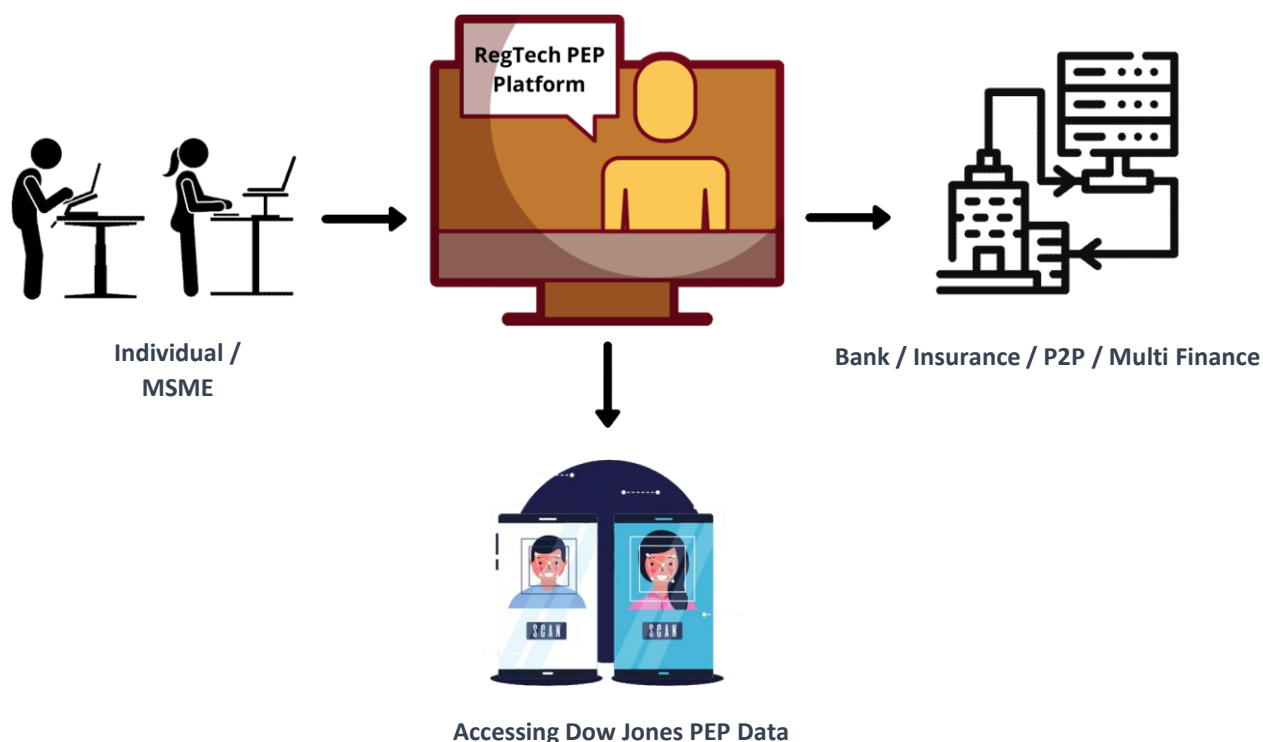 RegTech PEP
Platform
Individual /
MSME
Bank / Insurance / P2P / Multi Finance
SCAN
SCAN
Accessing Dow Jones PEP Data